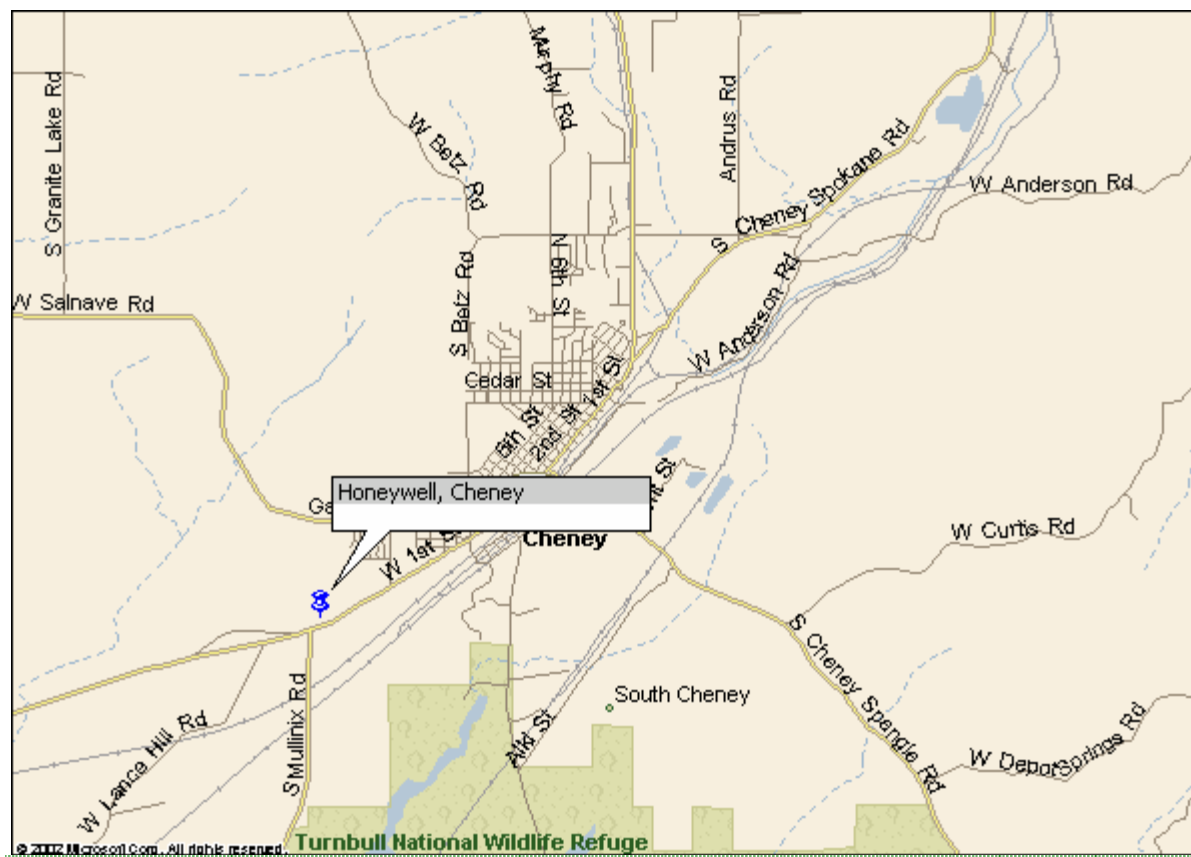 Murphy Rd
S Granite Lake Rd
W Betz Rd
Andrus Rd
S Cheney Spokane Rd
W Anderson Rd
N 6th St
S Betz Rd
W Salnave Rd
W Anderson Rd
Cedar St
1st St
2nd St
6th St
Honeywell, Cheney
W 1st
Cheney
W Curtis Rd
S Cheney Spengle Rd
South Cheney
S Mullinix Rd
W Lance Hill Rd
Alki St
W Depot Springs Rd
Turnbull National Wildlife Refuge
© 2002 Microsoft Corp. All rights reserved.